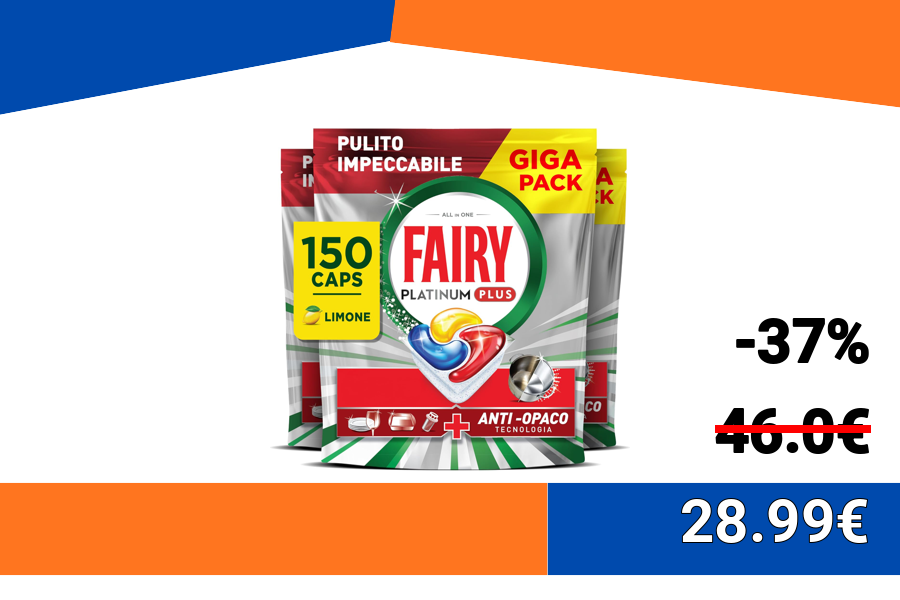 PULITO
IMPECCABILE
GIGA
PACK
150
CAPS
LIMONE
ALL in ONE
FAIRY
PLATINUM PLUS
ANTI-OPACO
TECNOLOGIA
-37%
46.0€
28.99€